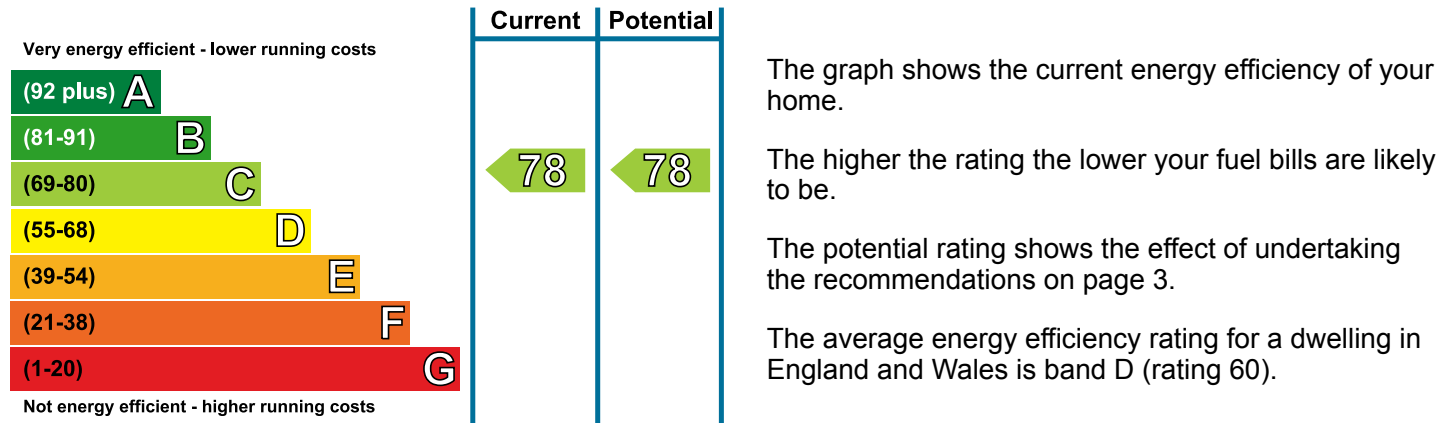 Current Potential
Very energy efficient - lower running costs
(92 plus) A
(81-91) B
(69-80) C
78 78
(55-68) D
(39-54) E
(21-38) F
(1-20) G
Not energy efficient - higher running costs
The graph shows the current energy efficiency of your
home.
The higher the rating the lower your fuel bills are likely
to be.
The potential rating shows the effect of undertaking
the recommendations on page 3.
The average energy efficiency rating for a dwelling in
England and Wales is band D (rating 60).